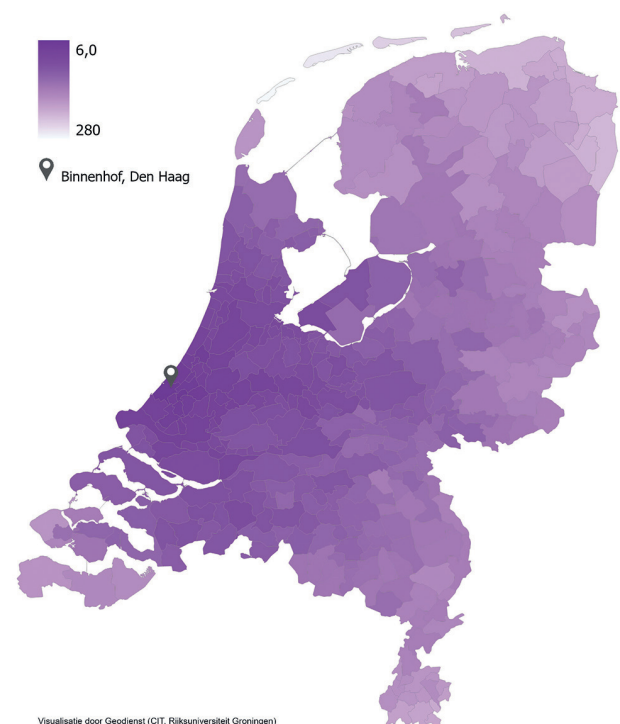 6,0
280
Binnenhof, Den Haag
Visualisatie door Geodienst (CIT, Rijksuniversiteit Groningen)